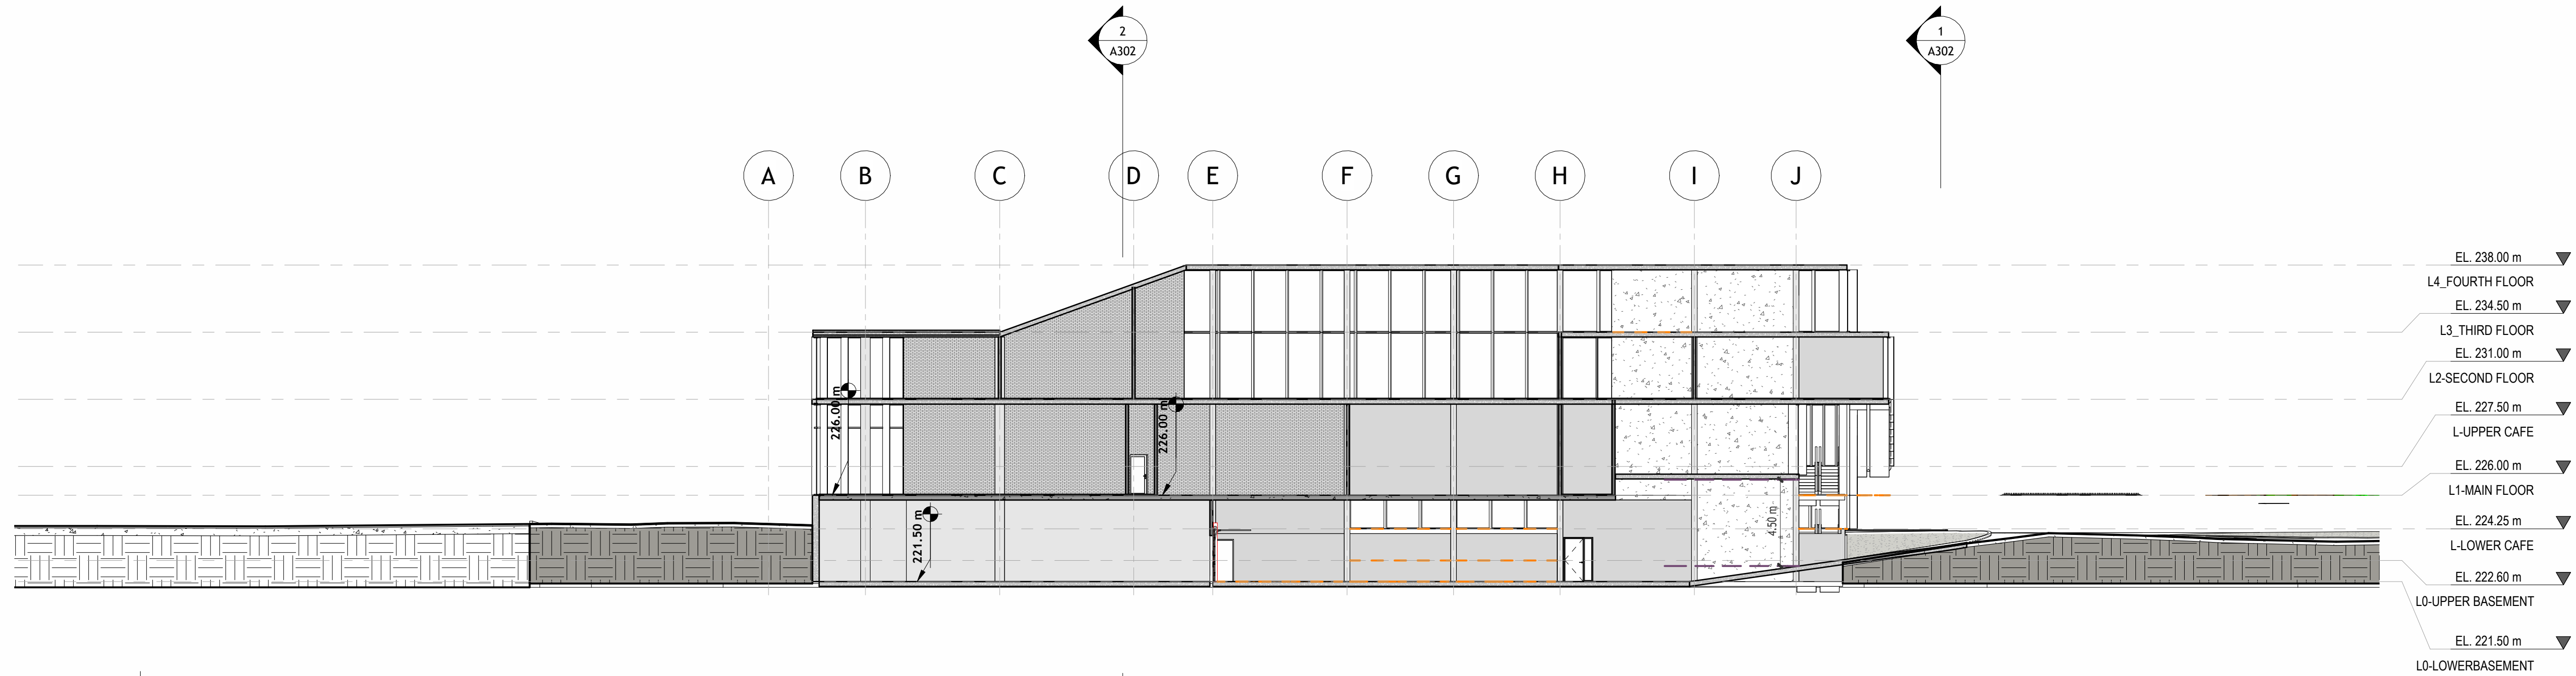 2
A302
1
A302
A
B
C
D
E
F
G
H
I
J
EL. 238.00 m
L4_FOURTH FLOOR
EL. 234.50 m
L3_THIRD FLOOR
EL. 231.00 m
L2-SECOND FLOOR
EL. 227.50 m
L-UPPER CAFE
EL. 226.00 m
L1-MAIN FLOOR
EL. 224.25 m
L-LOWER CAFE
EL. 222.60 m
L0-UPPER BASEMENT
EL. 221.50 m
L0-LOWERBASEMENT
226.00 m
226.00 m
221.50 m
4.50 m